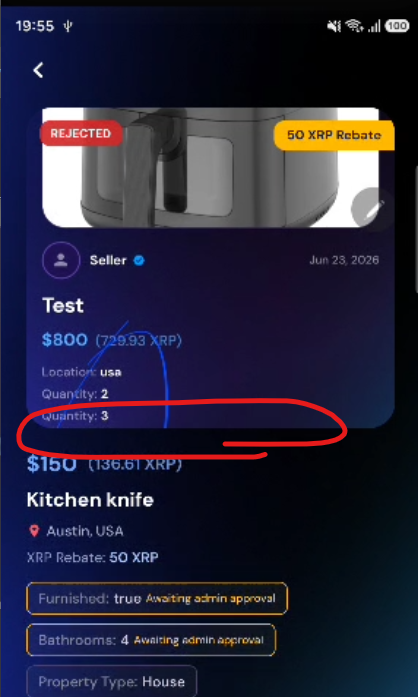 19:55
100
REJECTED
50 XRP Rebate
Seller
Jun 23, 2026
Test
$800 (729.93 XRP)
Location: usa
Quantity: 2
Quantity: 3
$150 (136.61 XRP)
Kitchen knife
Austin, USA
XRP Rebate: 50 XRP
Furnished: true Awaiting admin approval
Bathrooms: 4 Awaiting admin approval
Property Type: House